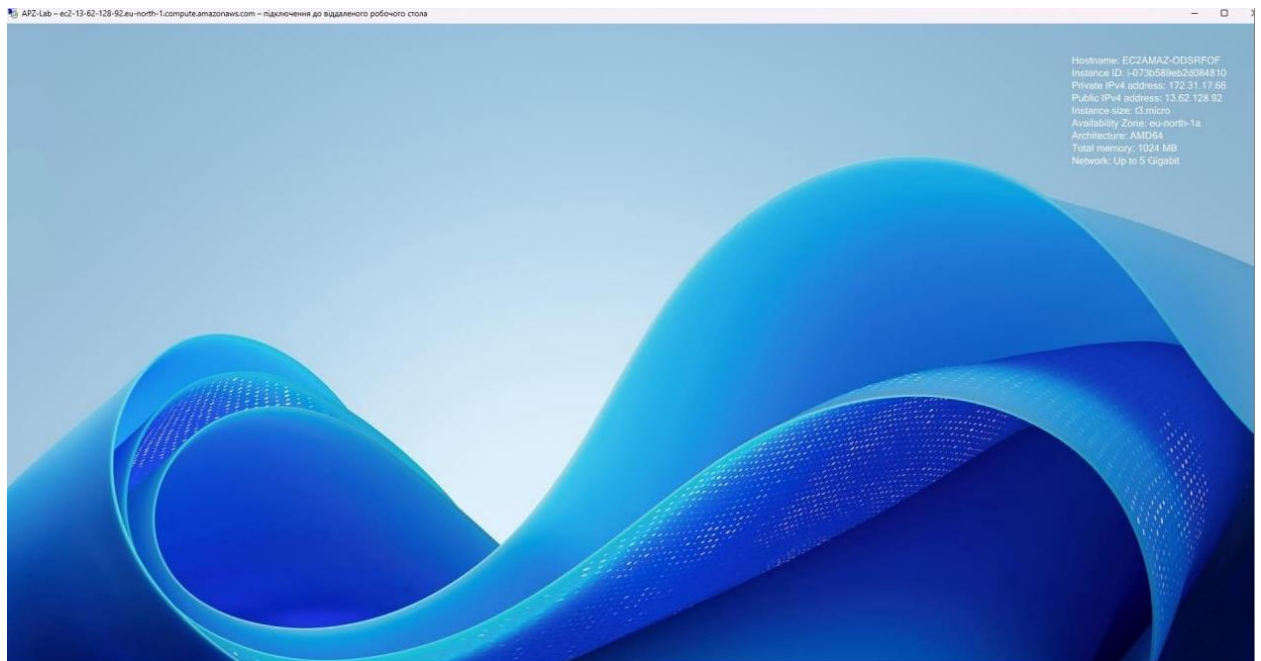 APZ-Lab – ec2-13-62-128-92.eu-north-1.compute.amazonaws.com – підключення до віддаленого робочого стола
Hostname: EC2AMAZ-ODSRFOF
Instance ID: i-073b589eb2d084810
Private IPv4 address: 172.31.17.66
Public IPv4 address: 13.62.128.92
Instance size: t3.micro
Availability Zone: eu-north-1a
Architecture: AMD64
Total memory: 1024 MB
Network: Up to 5 Gigabit